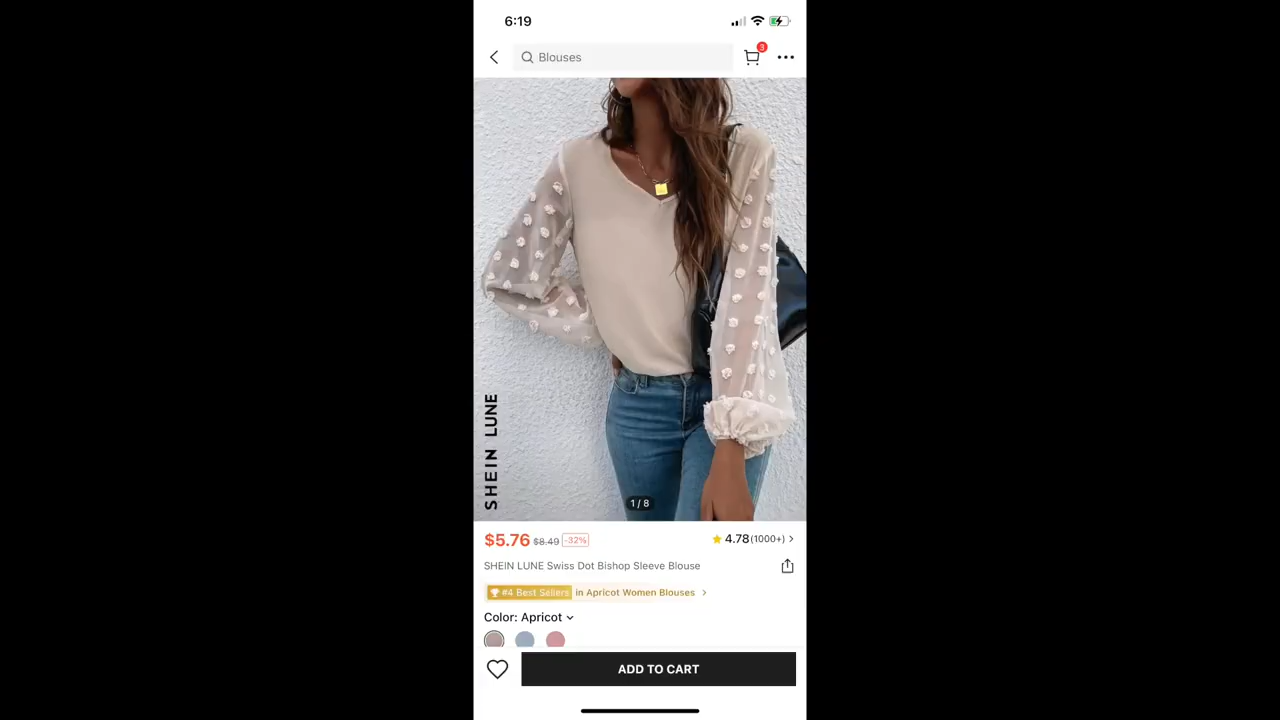 6:19
Blouses
3
SHEIN LUNE
1 / 8
$5.76 $8.49 -32%
4.78(1000+)
SHEIN LUNE Swiss Dot Bishop Sleeve Blouse
#4 Best Sellers in Apricot Women Blouses
Color: Apricot
ADD TO CART